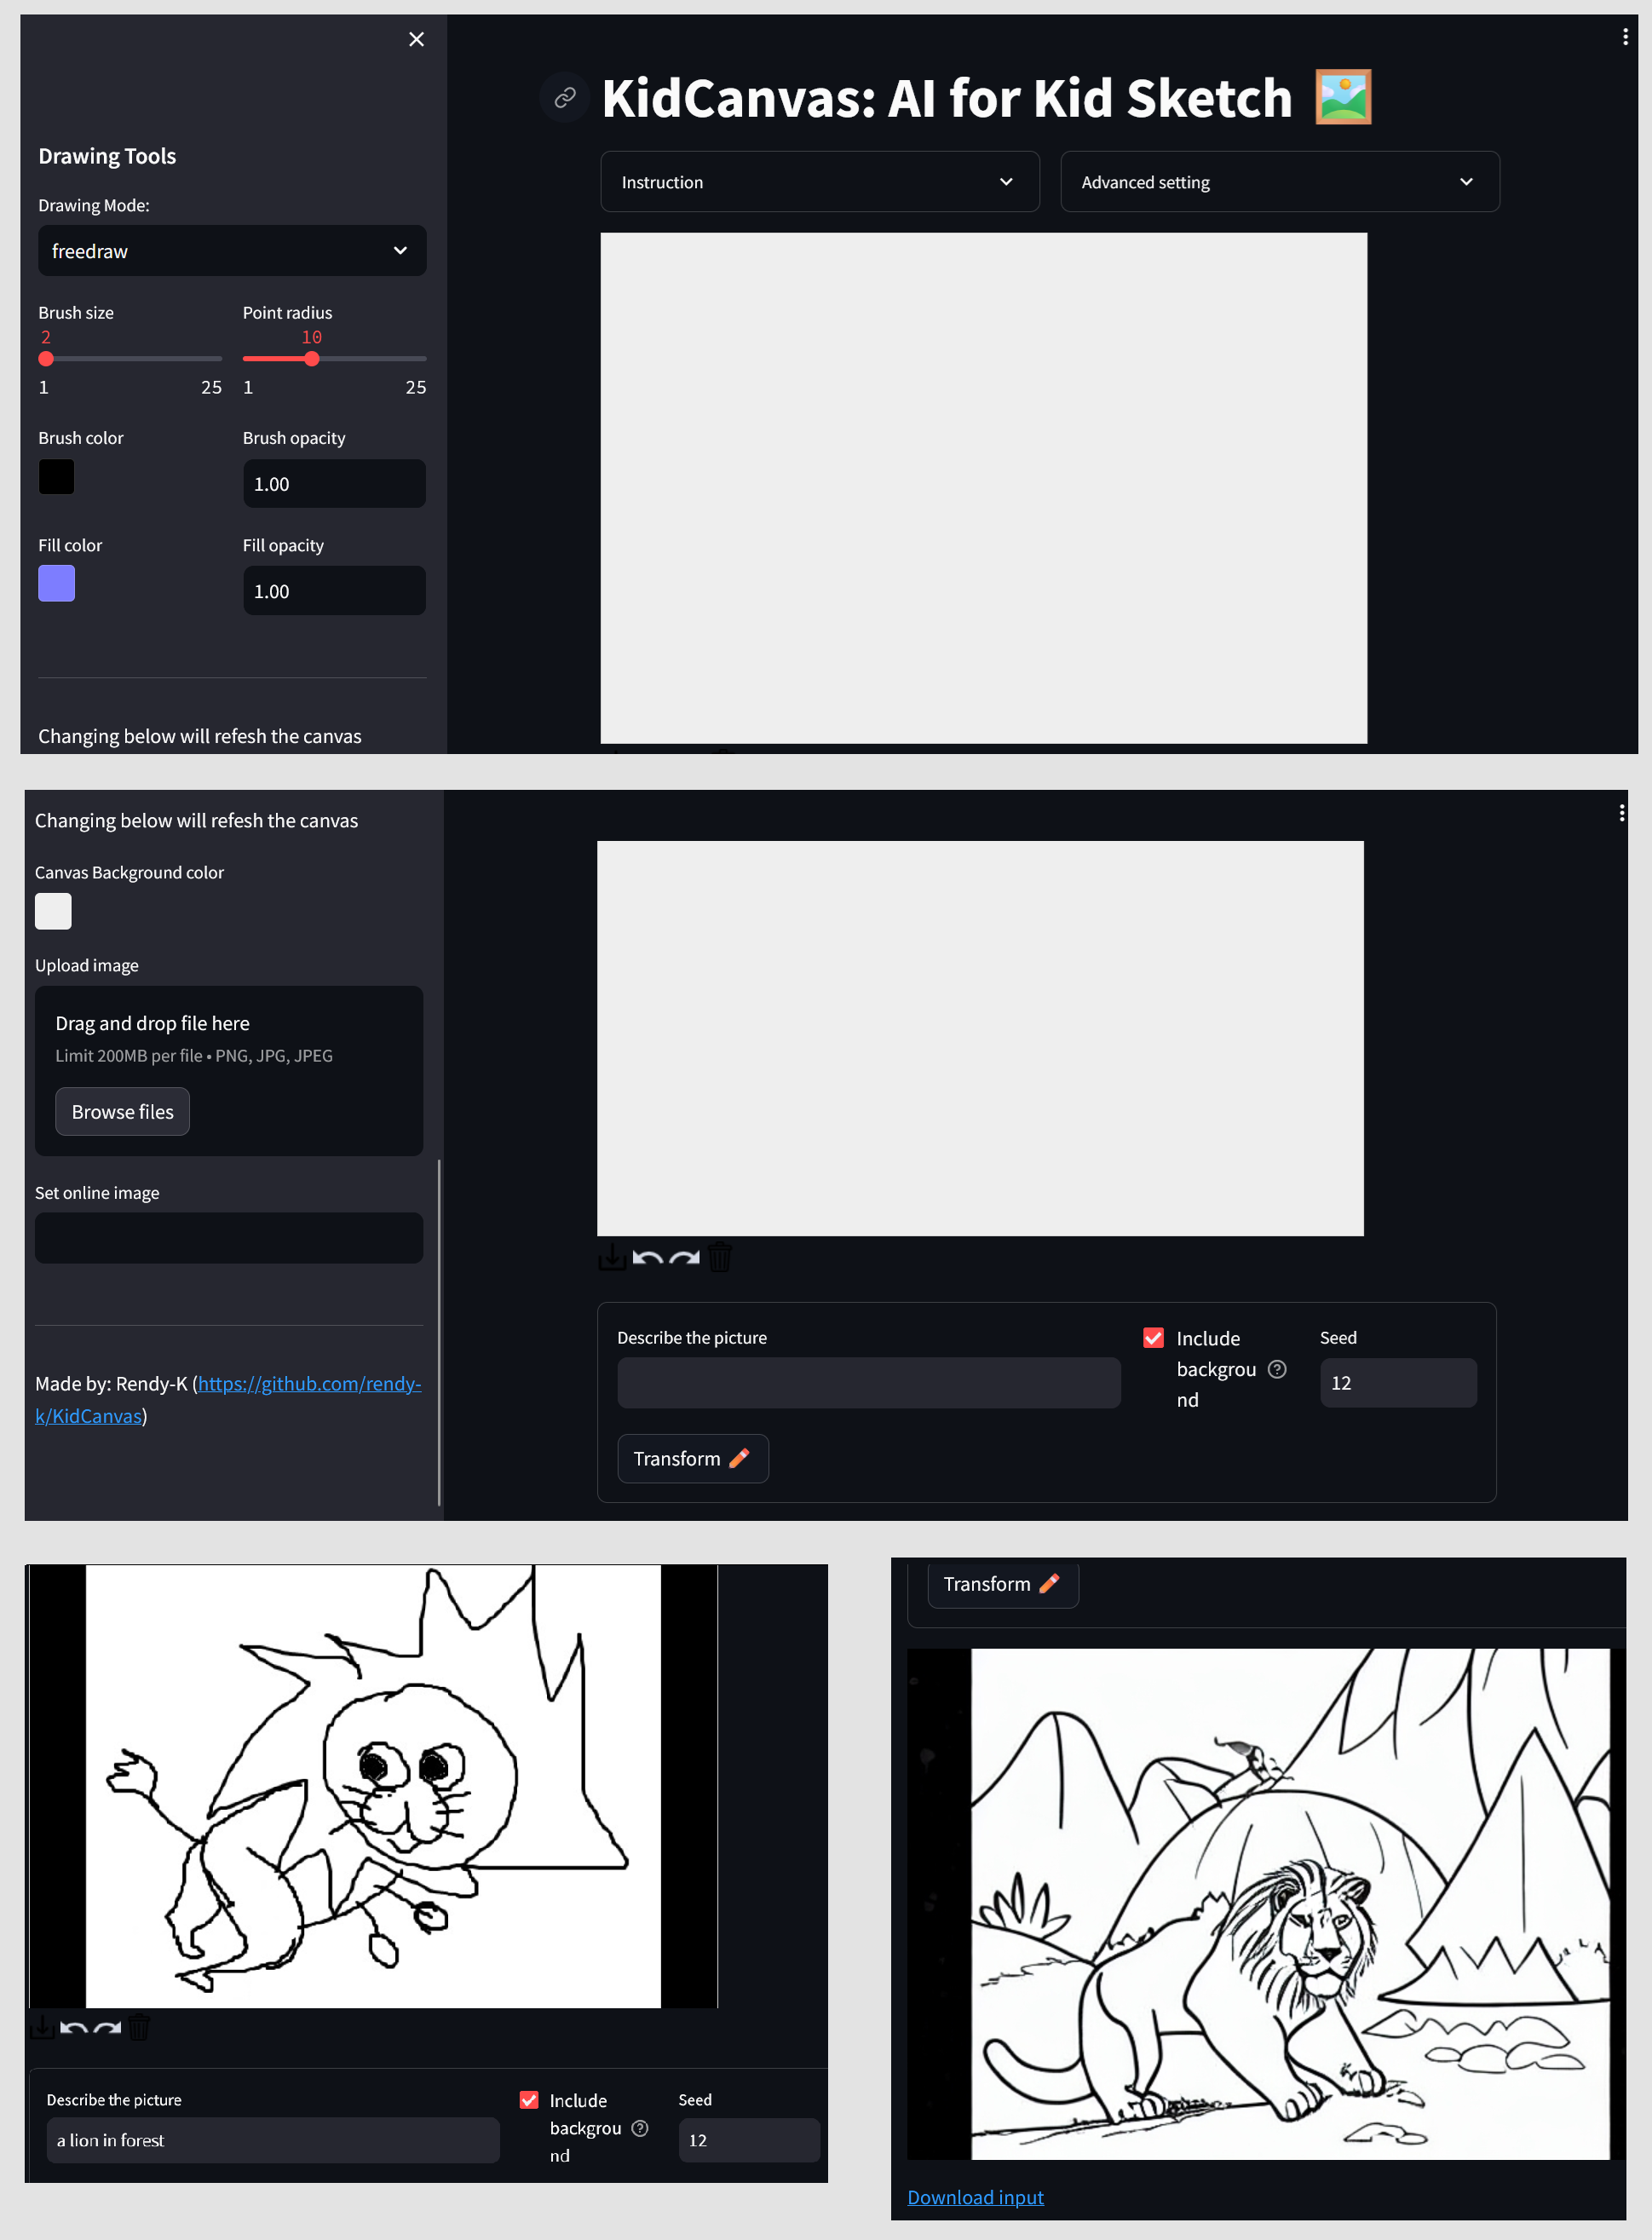 KidCanvas: AI for Kid Sketch
Drawing Tools
Instruction
Advanced setting
Drawing Mode:
freedraw
Brush size
Point radius
2
10
1
25
1
25
Brush color
Brush opacity
1.00
Fill color
Fill opacity
1.00
Changing below will refesh the canvas
Changing below will refesh the canvas
Canvas Background color
Upload image
Drag and drop file here
Limit 200MB per file • PNG, JPG, JPEG
Browse files
Set online image
Made by: Rendy-K (https://github.com/rendy-
k/KidCanvas)
Describe the picture
Include
backgrou
nd
Seed
12
Transform
Describe the picture
a lion in forest
Include
backgrou
nd
Seed
12
Transform
Download input